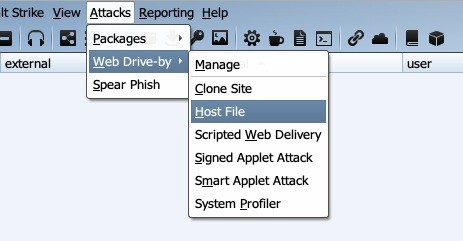 lt Strike View Attacks Reporting Help
Packages
Web Drive-by
Spear Phish
Manage
Clone Site
Host File
Scripted Web Delivery
Signed Applet Attack
Smart Applet Attack
System Profiler
external
user